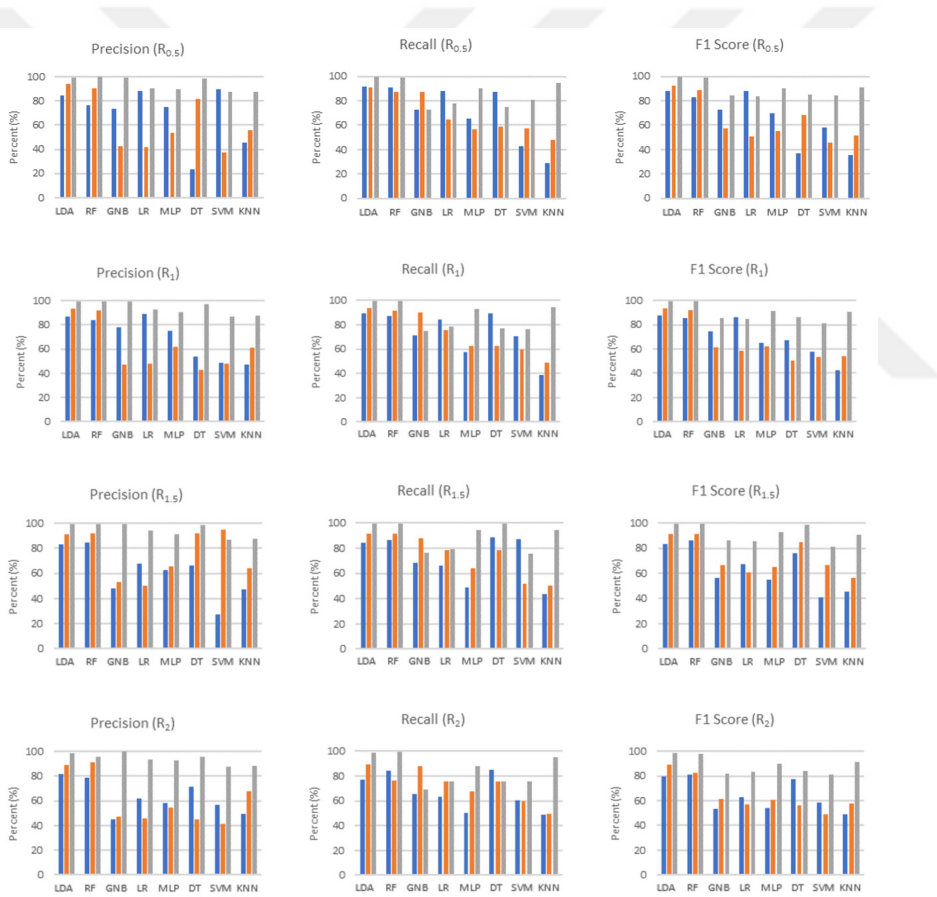 Precision (R0.5)
Recall (R0.5)
F1 Score (R0.5)
Percent (%)
100
80
60
40
20
0
LDA RF GNB LR MLP DT SVM KNN
Percent (%)
100
80
60
40
20
0
LDA RF GNB LR MLP DT SVM KNN
Percent (%)
100
80
60
40
20
0
LDA RF GNB LR MLP DT SVM KNN
Precision (R1)
Recall (R1)
F1 Score (R1)
Percent (%)
100
80
60
40
20
0
LDA RF GNB LR MLP DT SVM KNN
Percent (%)
100
80
60
40
20
0
LDA RF GNB LR MLP DT SVM KNN
Percent (%)
100
80
60
40
20
0
LDA RF GNB LR MLP DT SVM KNN
Precision (R1.5)
Recall (R1.5)
F1 Score (R1.5)
Percent (%)
100
80
60
40
20
0
LDA RF GNB LR MLP DT SVM KNN
Percent (%)
100
80
60
40
20
0
LDA RF GNB LR MLP DT SVM KNN
Percent (%)
100
80
60
40
20
0
LDA RF GNB LR MLP DT SVM KNN
Precision (R2)
Recall (R2)
F1 Score (R2)
Percent (%)
100
80
60
40
20
0
LDA RF GNB LR MLP DT SVM KNN
Percent (%)
100
80
60
40
20
0
LDA RF GNB LR MLP DT SVM KNN
Percent (%)
100
80
60
40
20
0
LDA RF GNB LR MLP DT SVM KNN